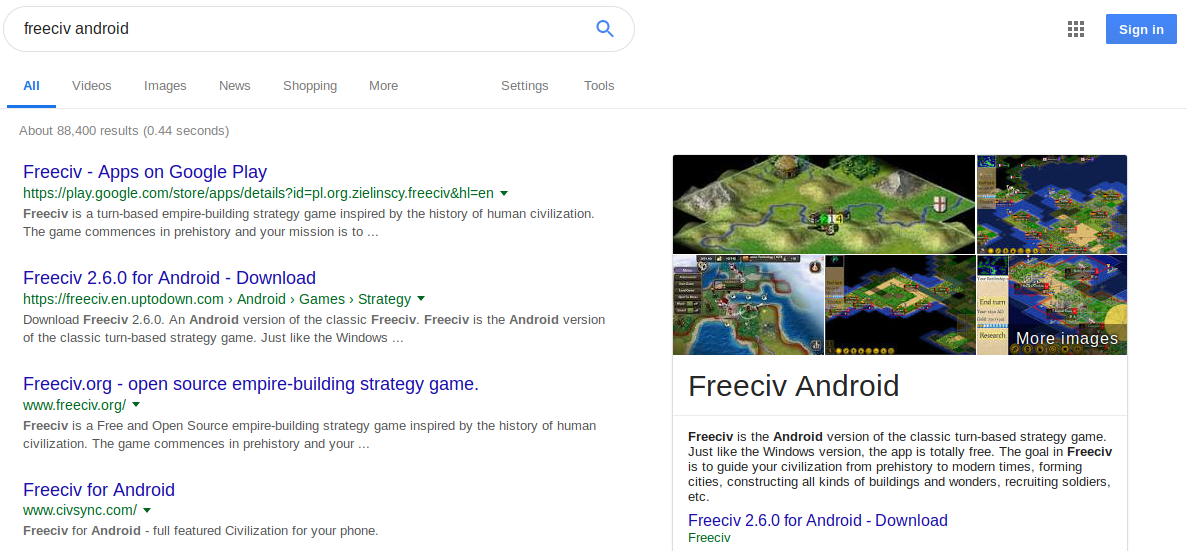 freeciv android
Sign in
All
Videos
Images
News
Shopping
More
Settings
Tools
About 88,400 results (0.44 seconds)
Freeciv - Apps on Google Play
https://play.google.com/store/apps/details?id=pl.org.zielinscy.freeciv&hl=en
Freeciv is a turn-based empire-building strategy game inspired by the history of human civilization.
The game commences in prehistory and your mission is to ...
Freeciv 2.6.0 for Android - Download
https://freeciv.en.uptodown.com › Android › Games › Strategy
Download Freeciv 2.6.0. An Android version of the classic Freeciv. Freeciv is the Android version
of the classic turn-based strategy game. Just like the Windows ...
Freeciv.org - open source empire-building strategy game.
www.freeciv.org/
Freeciv is a Free and Open Source empire-building strategy game inspired by the history of human
civilization. The game commences in prehistory and your ...
Freeciv for Android
www.civsync.com/
Freeciv for Android - full featured Civilization for your phone.
End turn
Research
More images
Freeciv Android
Freeciv is the Android version of the classic turn-based strategy game.
Just like the Windows version, the app is totally free. The goal in Freeciv
is to guide your civilization from prehistory to modern times, forming
cities, constructing all kinds of buildings and wonders, recruiting soldiers,
etc.
Freeciv 2.6.0 for Android - Download
Freeciv